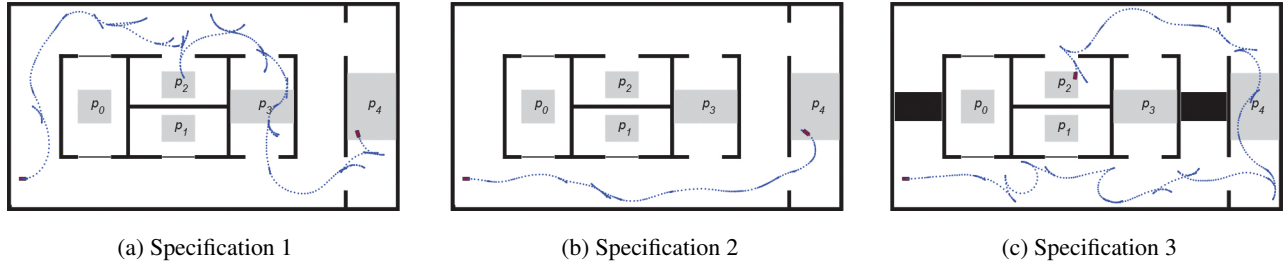 p₂
p₀
p₃
p₄
p₁
p₂
p₀
p₃
p₄
p₁
p₂
p₀
p₃
p₄
p₁
(a) Specification 1
(b) Specification 2
(c) Specification 3